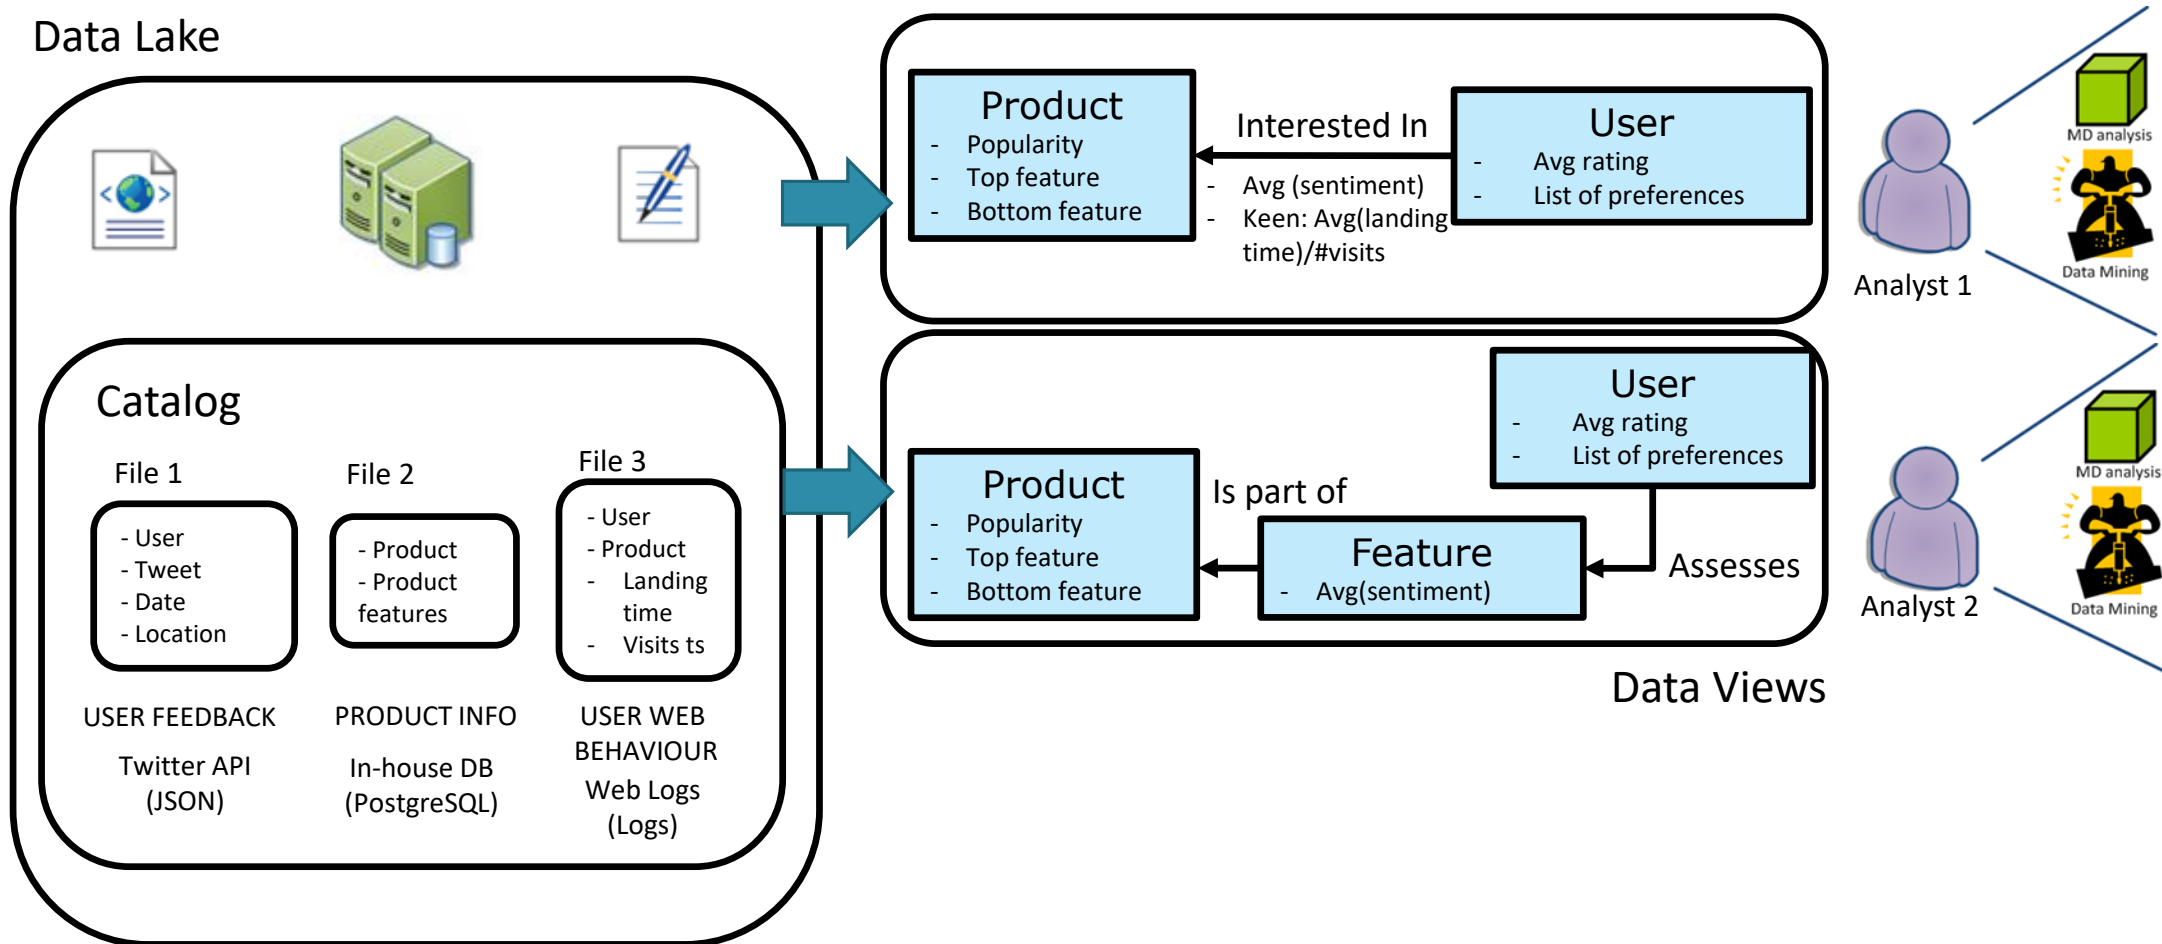 Data Lake
Catalog
File 1
- User
- Tweet
- Date
- Location
USER FEEDBACK
Twitter API
(JSON)
File 2
- Product
- Product
features
PRODUCT INFO
In-house DB
(PostgreSQL)
File 3
- User
- Product
- Landing
time
- Visits ts
USER WEB
BEHAVIOUR
Web Logs
(Logs)
Product
- Popularity
- Top feature
- Bottom feature
Interested In
- Avg (sentiment)
- Keen: Avg(landing
time)/#visits
User
- Avg rating
- List of preferences
Analyst 1
MD analysis
Data Mining
Product
- Popularity
- Top feature
- Bottom feature
Is part of
Feature
- Avg(sentiment)
User
- Avg rating
- List of preferences
Assesses
Analyst 2
MD analysis
Data Mining
Data Views